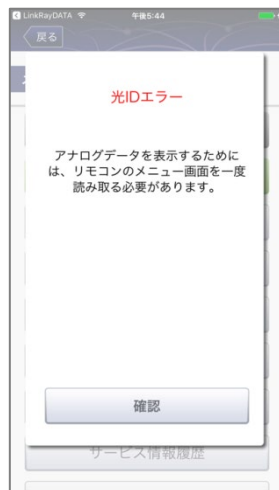 LinkRayDATA 午後5:44
戻る
光IDエラー
アナログデータを表示するために
は、リモコンのメニュー画面を一度
読み取る必要があります。
確認
サービス情報履歴